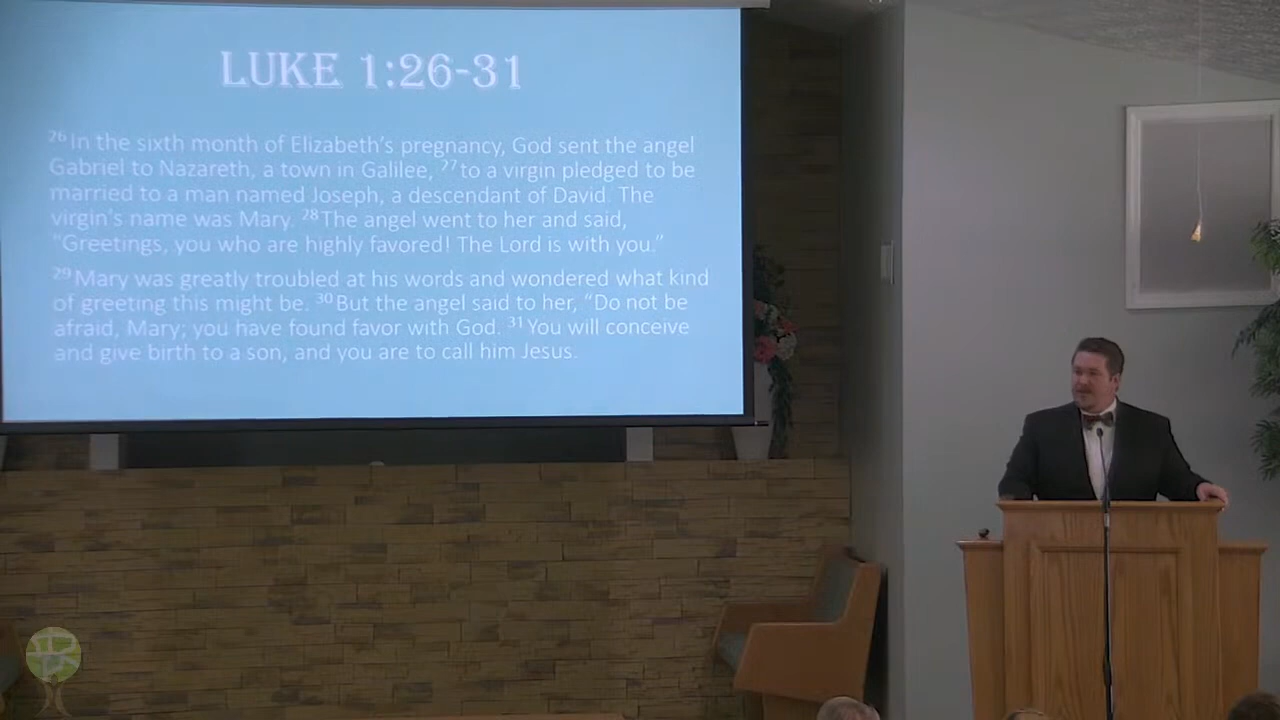 LUKE 1:26-31
26 In the sixth month of Elizabeth's pregnancy, God sent the angel
Gabriel to Nazareth, a town in Galilee, 27 to a virgin pledged to be
married to a man named Joseph, a descendant of David. The
virgin's name was Mary. 28 The angel went to her and said,
"Greetings, you who are highly favored! The Lord is with you."
29 Mary was greatly troubled at his words and wondered what kind
of greeting this might be. 30 But the angel said to her, "Do not be
afraid, Mary; you have found favor with God. 31 You will conceive
and give birth to a son, and you are to call him Jesus.